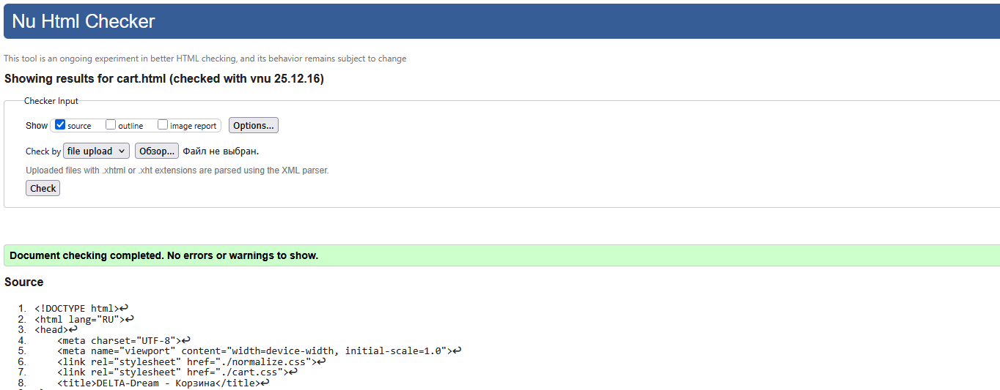 Nu Html Checker
This tool is an ongoing experiment in better HTML checking, and its behavior remains subject to change
Showing results for cart.html (checked with vnu 25.12.16)
Checker Input
Show source outline image report Options...
Check by file upload Обзор... Файл не выбран.
Uploaded files with .xhtml or .xht extensions are parsed using the XML parser.
Check
Document checking completed. No errors or warnings to show.
Source
1. <!DOCTYPE html>↩
2. <html lang="RU">↩
3. <head>↩
4. <meta charset="UTF-8">↩
5. <meta name="viewport" content="width=device-width, initial-scale=1.0">↩
6. <link rel="stylesheet" href="./normalize.css">↩
7. <link rel="stylesheet" href="./cart.css">↩
8. <title>DELTA-Dream - Корзина</title>↩